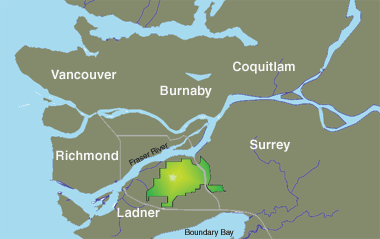 Coquitlam
Vancouver
Burnaby
Fraser River
Surrey
Richmond
Ladner
Boundary Bay